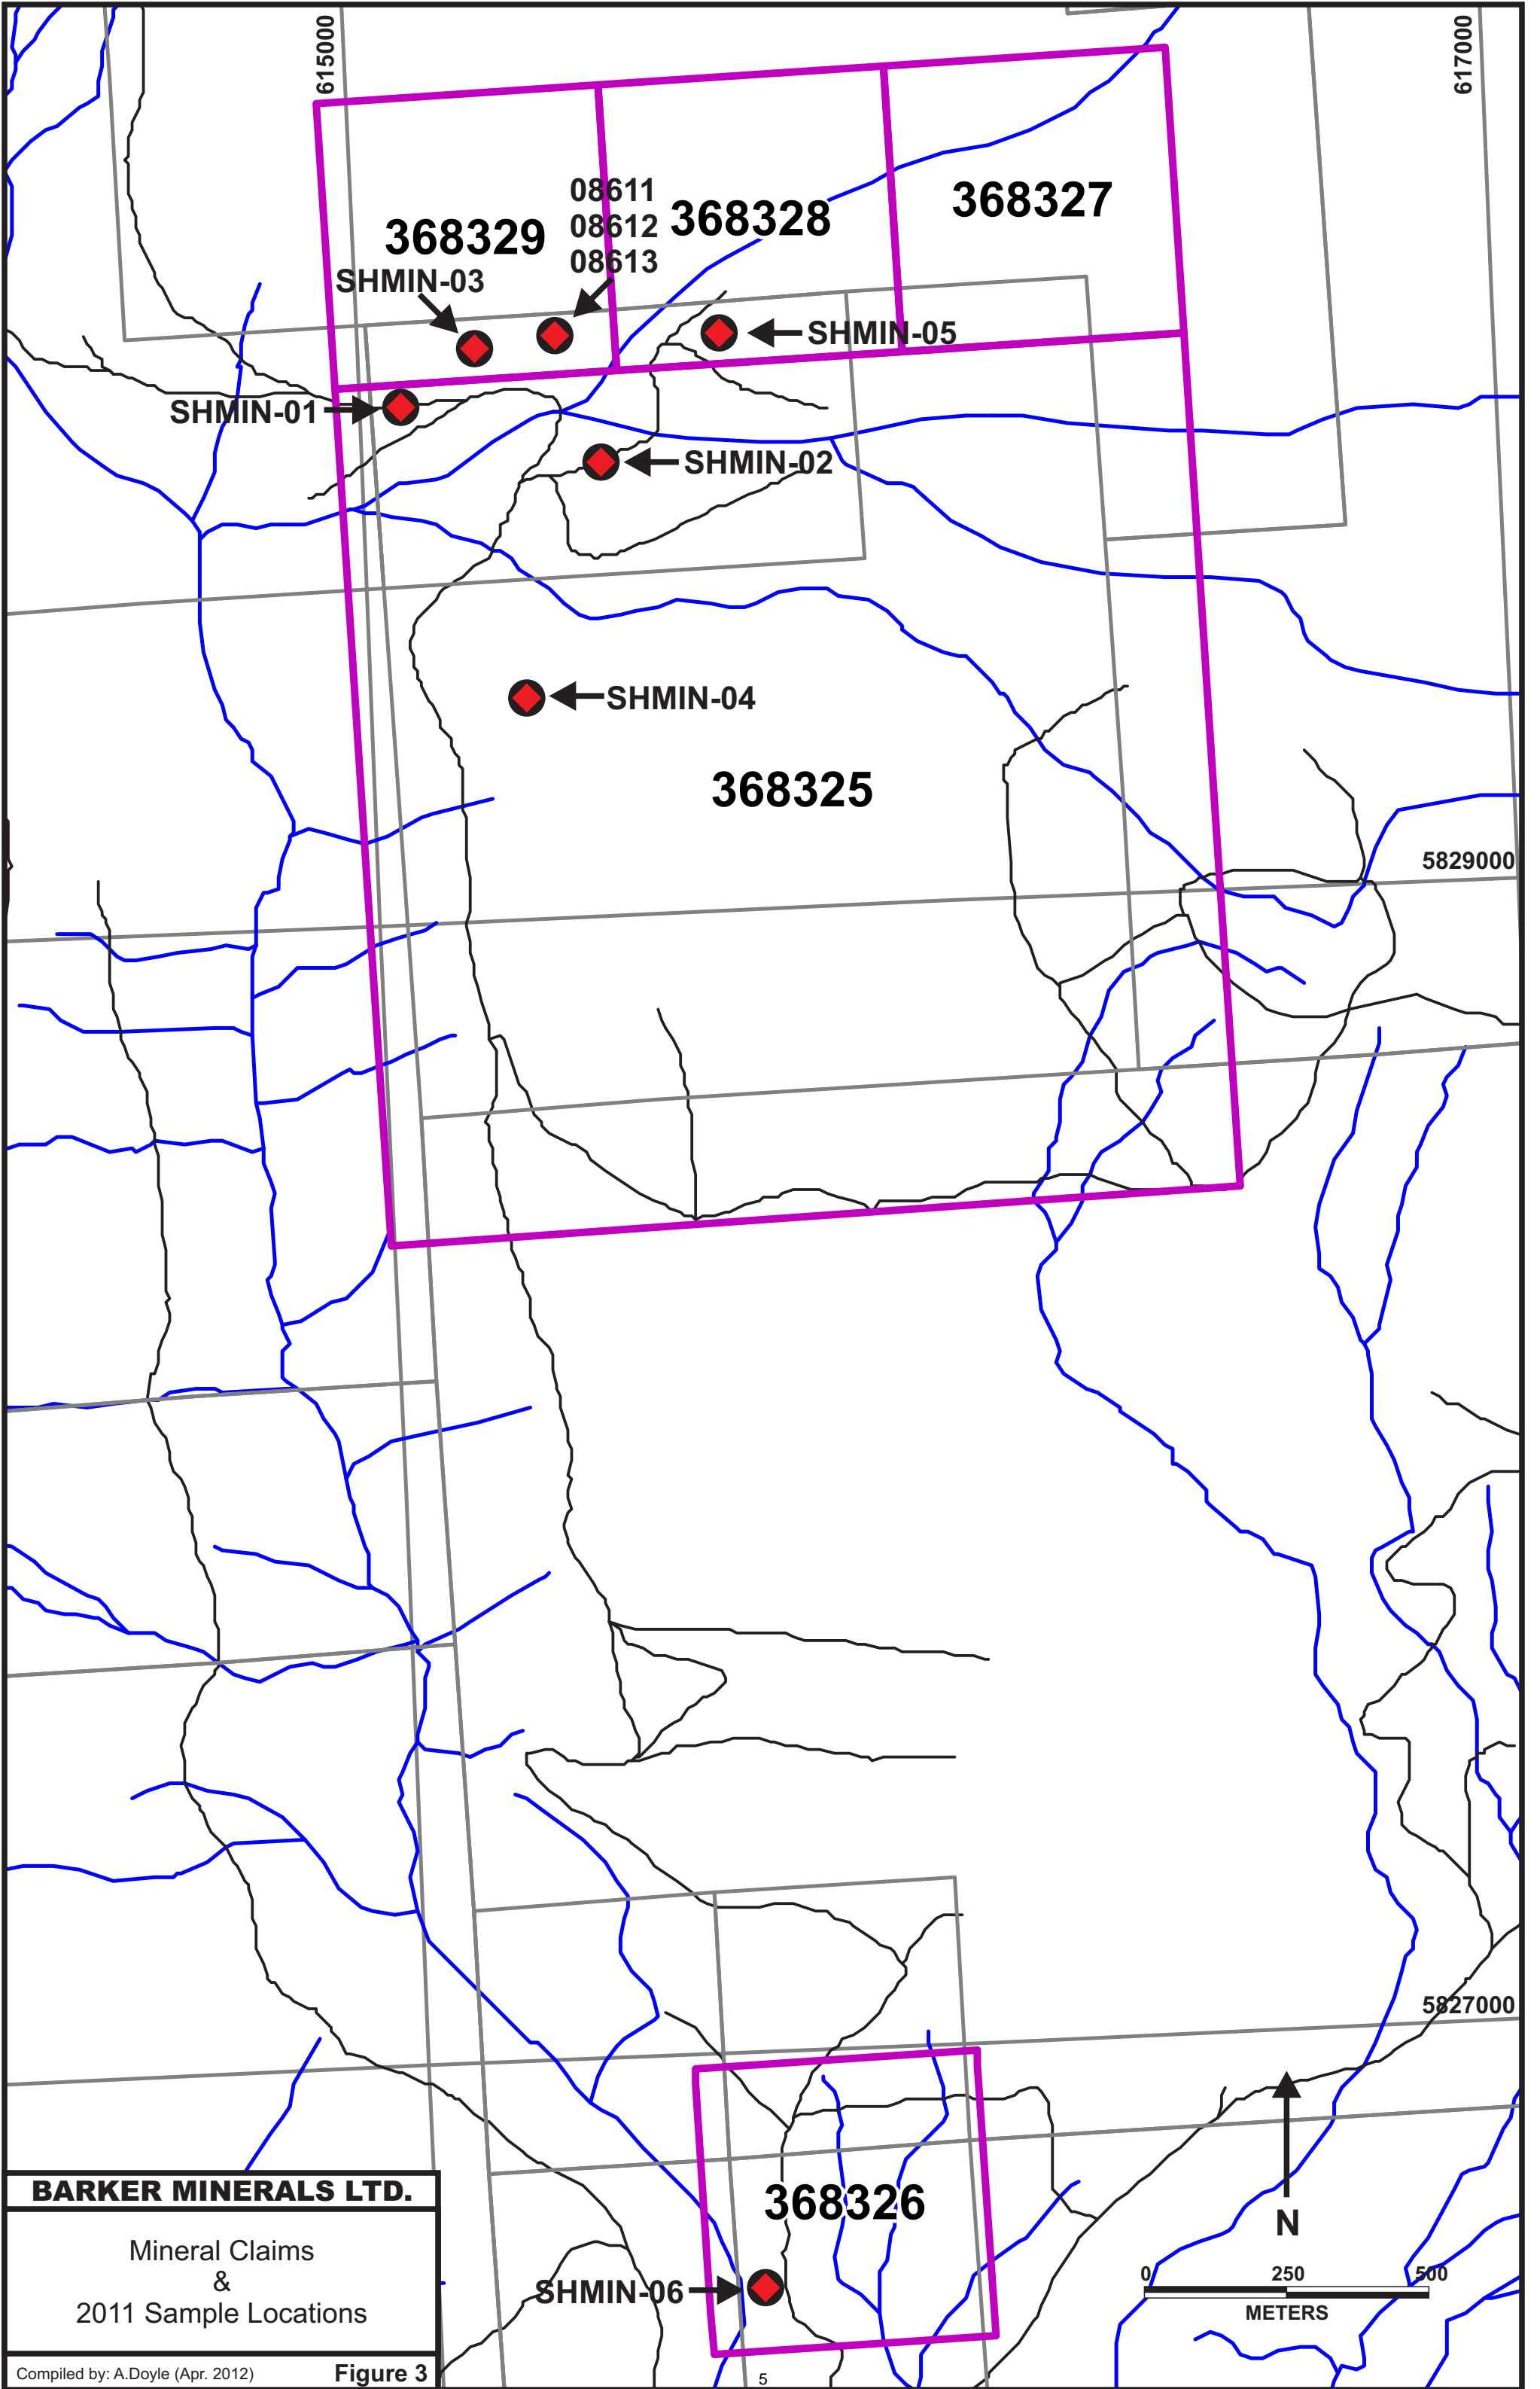 615000
617000
368327
08611
368328
08612
368329
08613
SHMIN-03
SHMIN-05
SHMIN-01
SHMIN-02
SHMIN-04
368325
5829000
5827000
BARKER MINERALS LTD.
368326
N
Mineral Claims
&
2011 Sample Locations
0 250 500
SHMIN-06
METERS
Compiled by: A.Doyle (Apr. 2012) Figure 3
5